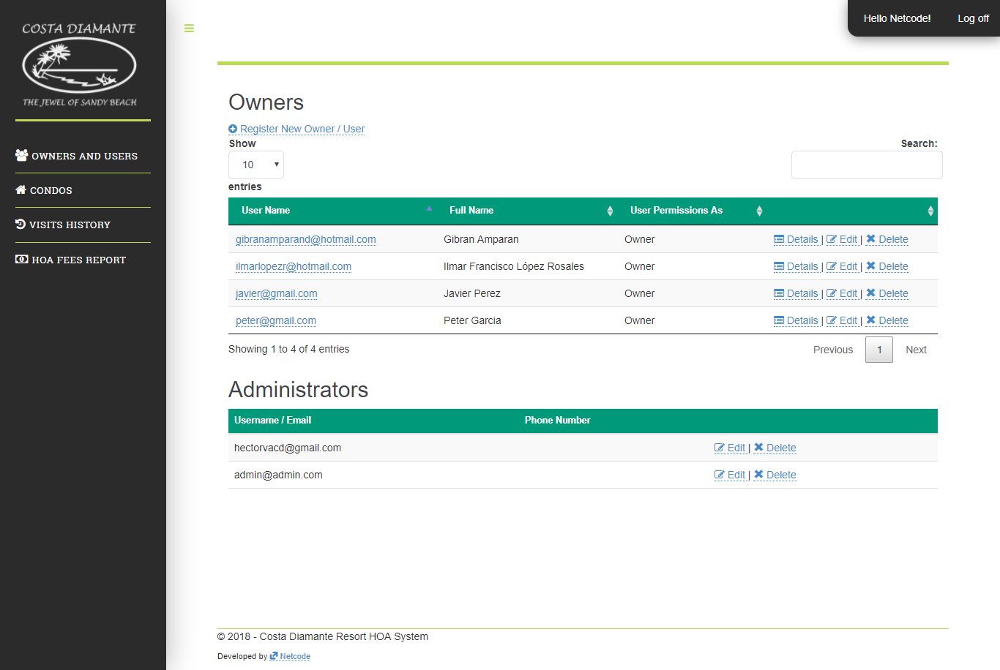 Hello Netcode! Log off
COSTA DIAMANTE
THE JEWEL OF SANDY BEACH
OWNERS AND USERS
CONDOS
VISITS HISTORY
HOA FEES REPORT
Owners
Register New Owner / User
Show
10
entries
Search:
User Name Full Name User Permissions As
gibranamparand@hotmail.com Gibran Amparan Owner Details | Edit | Delete
ilmarlopezr@hotmail.com Ilmar Francisco López Rosales Owner Details | Edit | Delete
javier@gmail.com Javier Perez Owner Details | Edit | Delete
peter@gmail.com Peter Garcia Owner Details | Edit | Delete
Showing 1 to 4 of 4 entries Previous 1 Next
Administrators
Username / Email Phone Number
hectorvacd@gmail.com Edit | Delete
admin@admin.com Edit | Delete
© 2018 - Costa Diamante Resort HOA System
Developed by Netcode